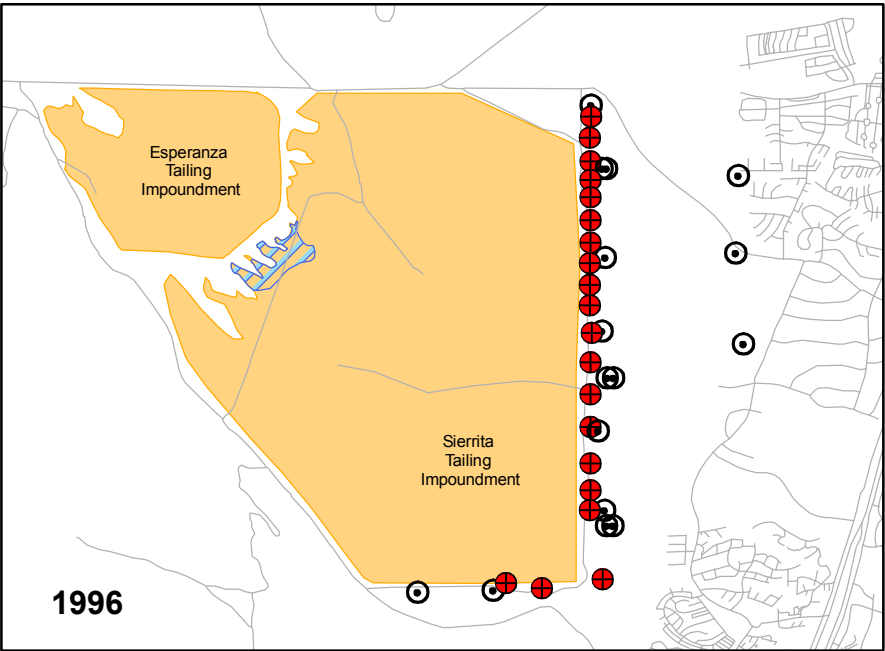 Esperanza
Tailing
Impoundment
Sierrita
Tailing
Impoundment
1996